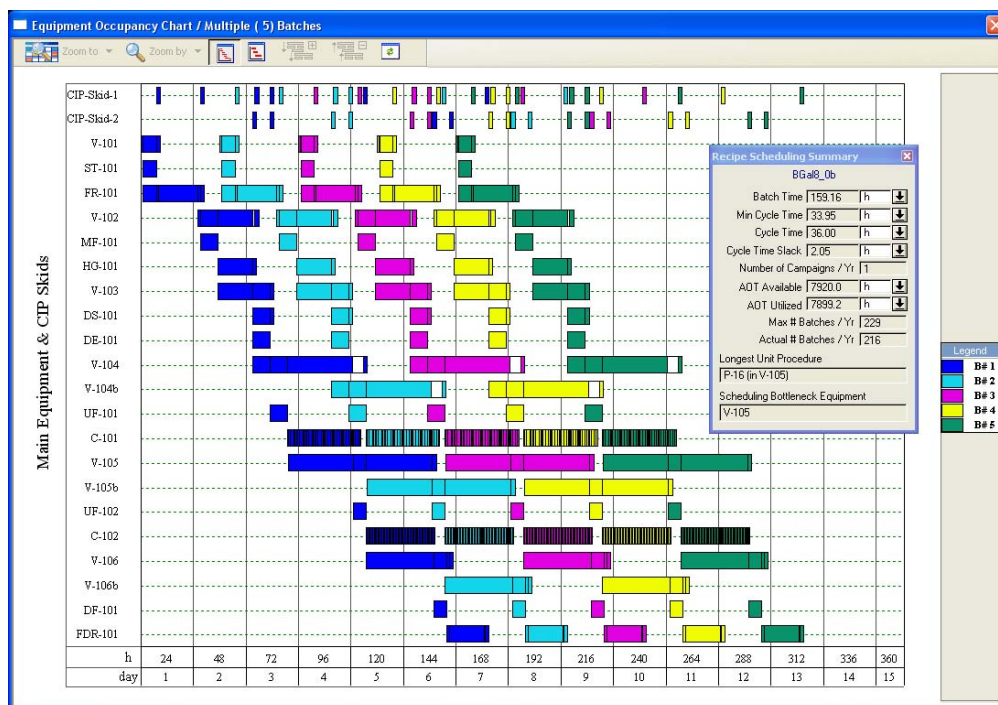 Equipment Occupancy Chart / Multiple ( 5) Batches
Zoom to Zoom by
Main Equipment & CIP Skids
CIP-Skid-1
CIP-Skid-2
V-101
ST-101
FR-101
V-102
MF-101
HG-101
V-103
DS-101
DE-101
V-104
V-104b
UF-101
C-101
V-105
V-105b
UF-102
C-102
V-106
V-106b
DF-101
FDR-101
h 24 48 72 96 120 144 168 192 216 240 264 288 312 336 360
day 1 2 3 4 5 6 7 8 9 10 11 12 13 14 15
Recipe Scheduling Summary
BGal8_0b
Batch Time 159.16 h
Min Cycle Time 33.95 h
Cycle Time 36.00 h
Cycle Time Slack 2.05 h
Number of Campaigns / Yr 1
AOT Available 7920.0 h
AOT Utilized 7899.2 h
Max # Batches / Yr 229
Actual # Batches / Yr 216
Longest Unit Procedure
P-16 (in V-105)
Scheduling Bottleneck Equipment
V-105
Legend
B# 1
B# 2
B# 3
B# 4
B# 5